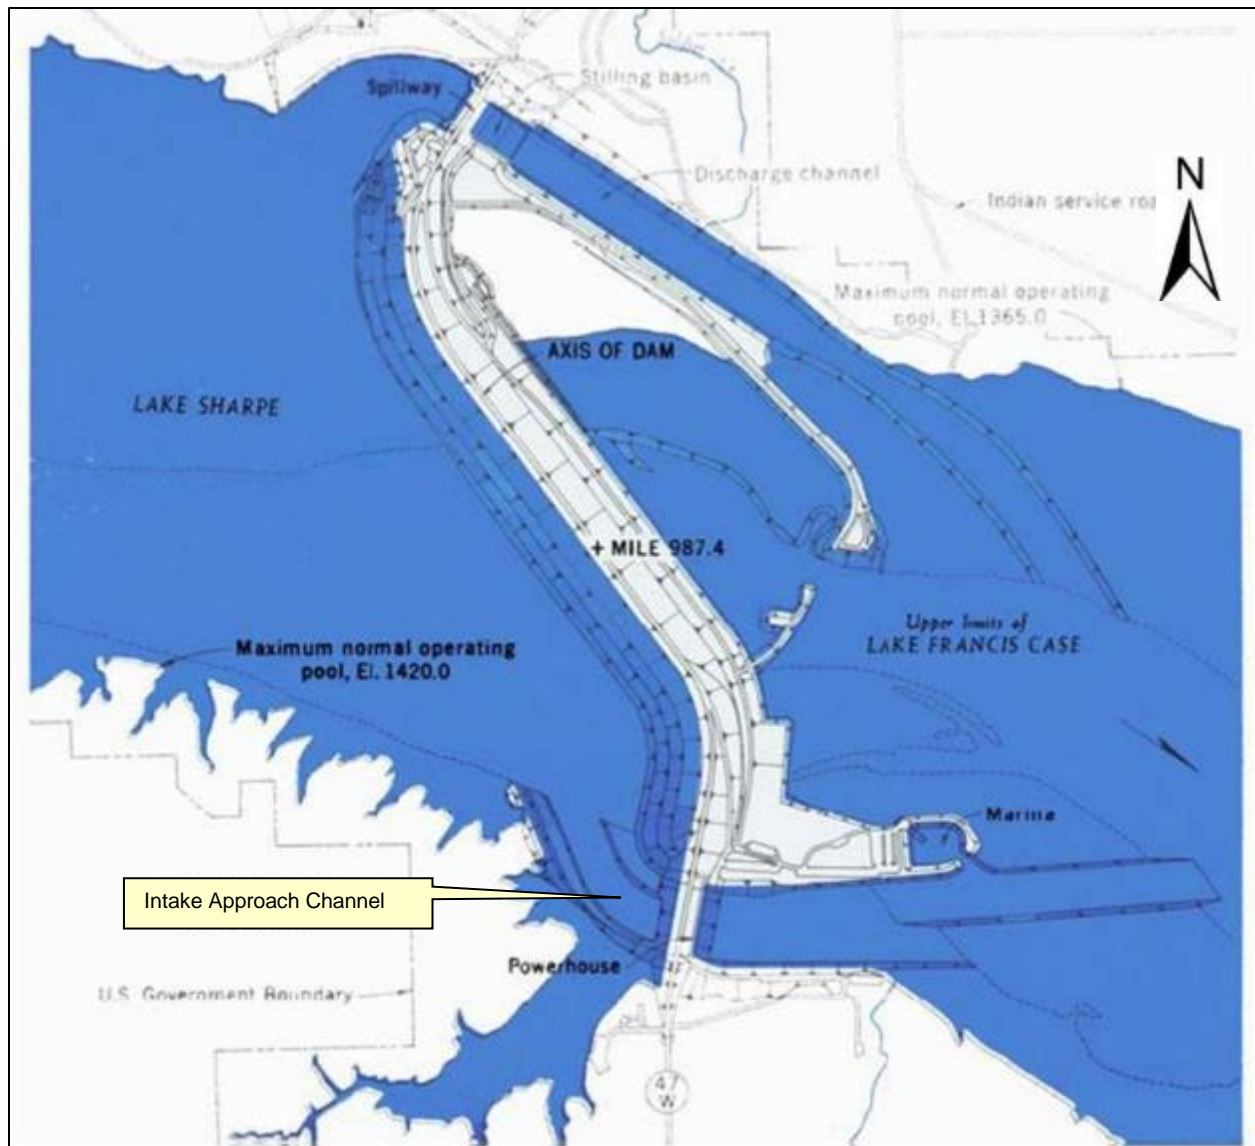 Spillway
Stilling basin
Discharge channel
N
Indian service
Maximum normal operating
pool, El. 1365.0
AXIS OF DAM
LAKE SHARPE
+ MILE 987.4
Upper limits of
LAKE FRANCIS CASE
Maximum normal operating
pool, El. 1420.0
Marina
Intake Approach Channel
Powerhouse
U.S. Government Boundary
47
W